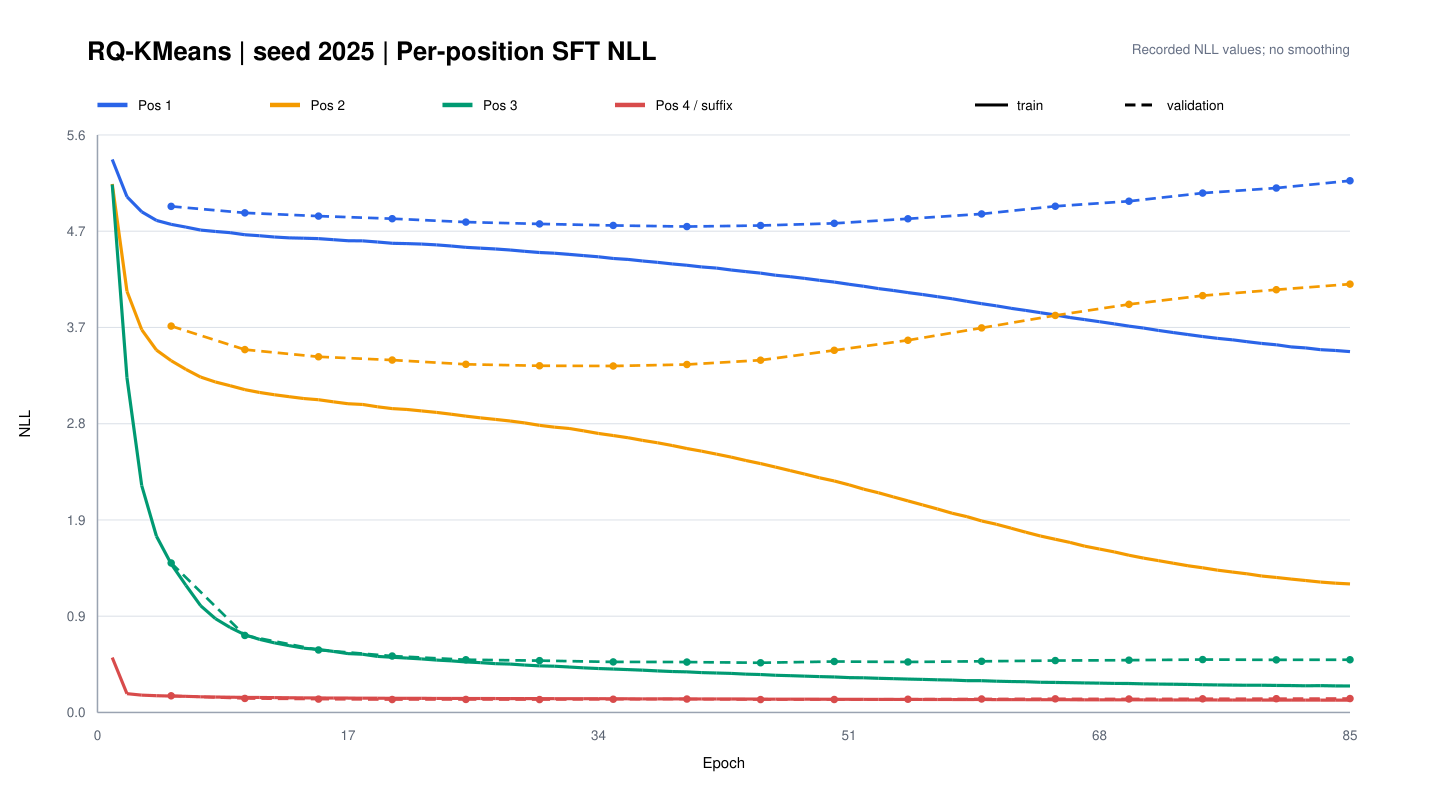 RQ-KMeans | seed 2025 | Per-position SFT NLL
Recorded NLL values; no smoothing
Pos 1 Pos 2 Pos 3 Pos 4 / suffix train validation
5.6
4.7
3.7
2.8
1.9
0.9
0.0
NLL
0 17 34 51 68 85
Epoch